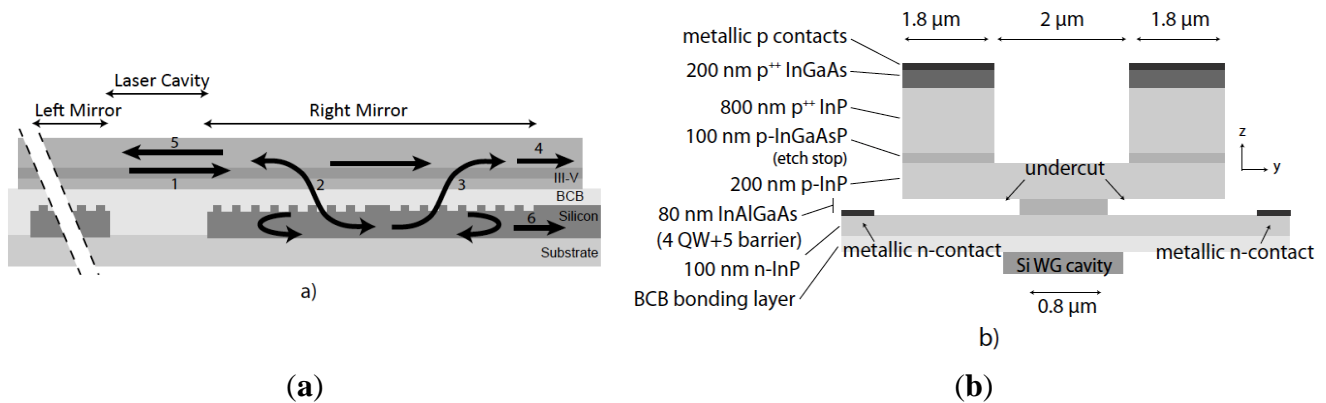 Laser Cavity
Left Mirror
Right Mirror
5
4
1
2
3
III-V
BCB
Silicon
6
Substrate
a)
(a)
1.8 µm
2 µm
1.8 µm
metallic p contacts
200 nm p++ InGaAs
800 nm p++ InP
100 nm p-InGaAsP
(etch stop)
200 nm p-InP
80 nm InAlGaAs
(4 QW+5 barrier)
100 nm n-InP
BCB bonding layer
undercut
metallic n-contact
metallic n-contact
Si WG cavity
0.8 µm
z
y
b)
(b)